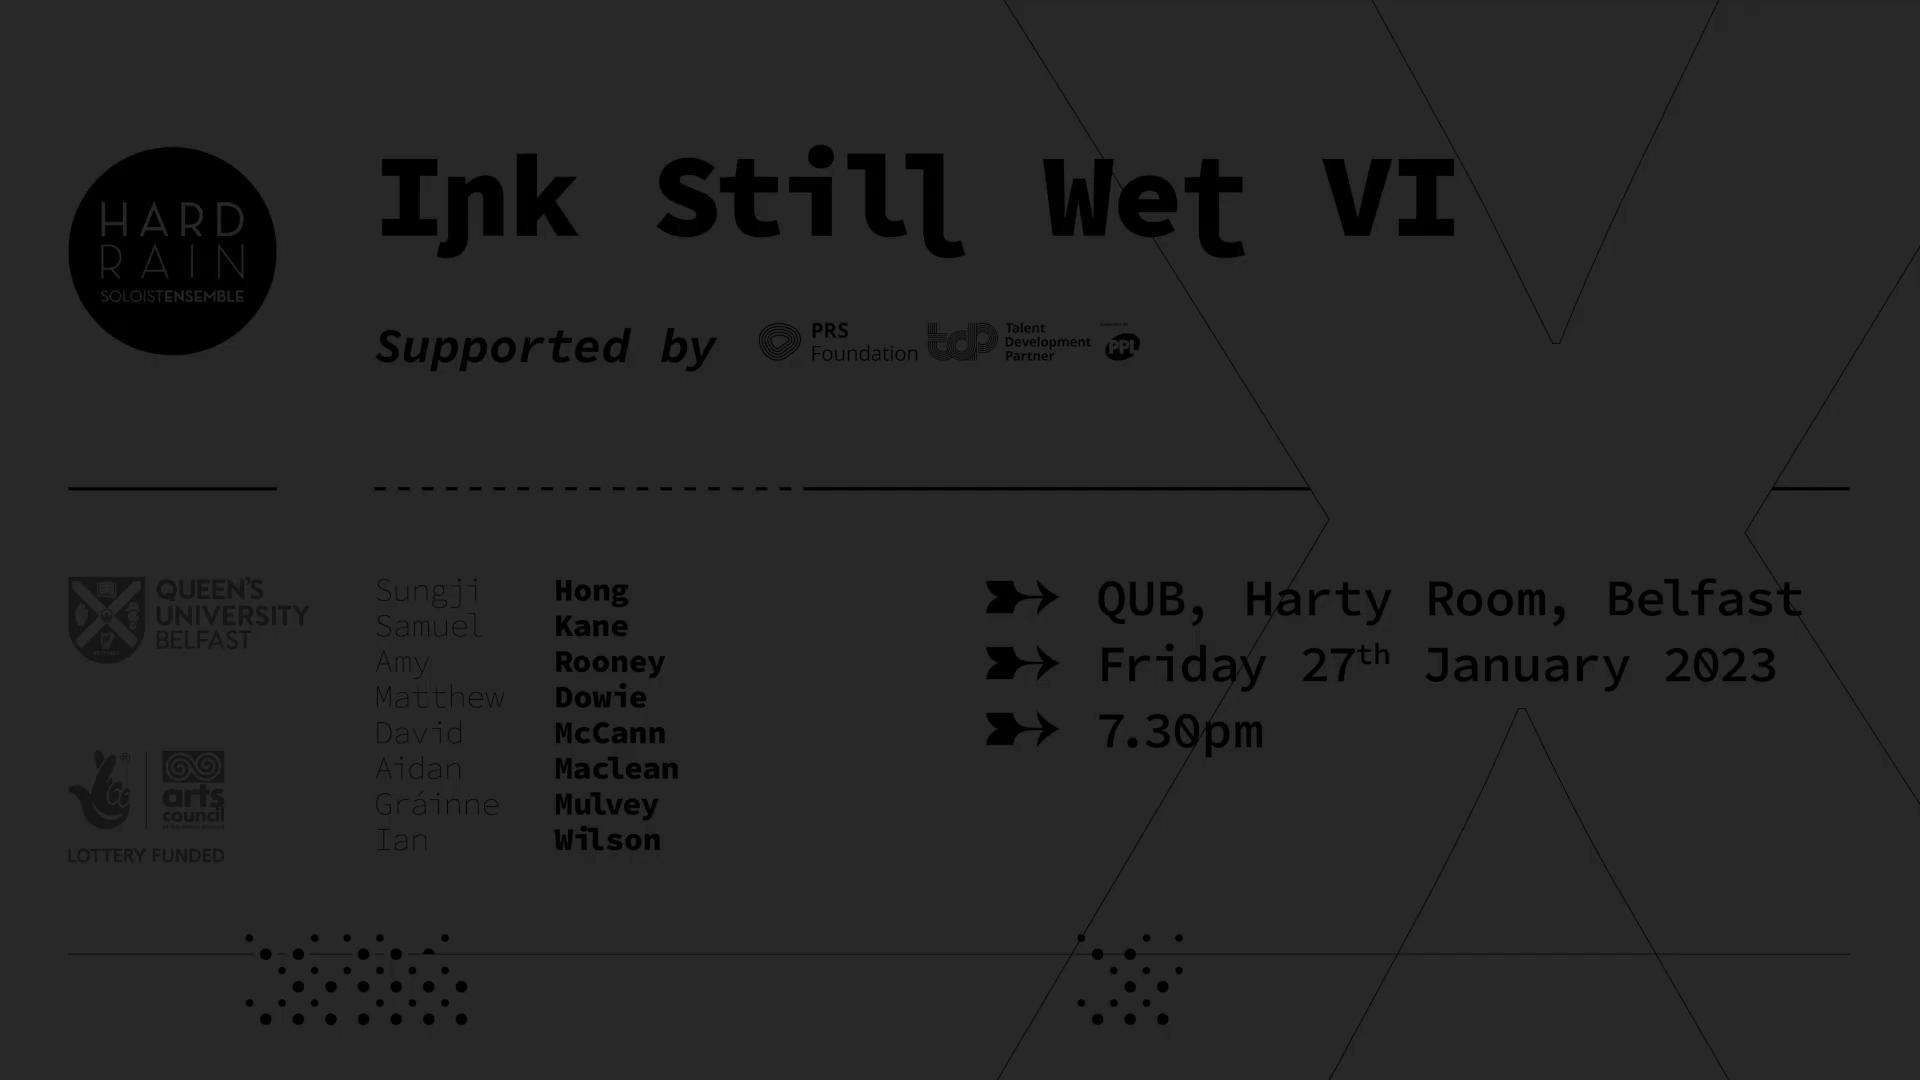 HARD
RAIN
SOLOISTENSEMBLE
Ink Still Wet VI
Supported by
PRS
Foundation
tdp
Talent
Development
Partner
PPL
QUEEN'S
UNIVERSITY
BELFAST
arts
council
LOTTERY FUNDED
Sungji Hong
Samuel Kane
Amy Rooney
Matthew Dowie
David McCann
Aidan Maclean
Gráinne Mulvey
Ian Wilson
QUB, Harty Room, Belfast
Friday 27th January 2023
7.30pm